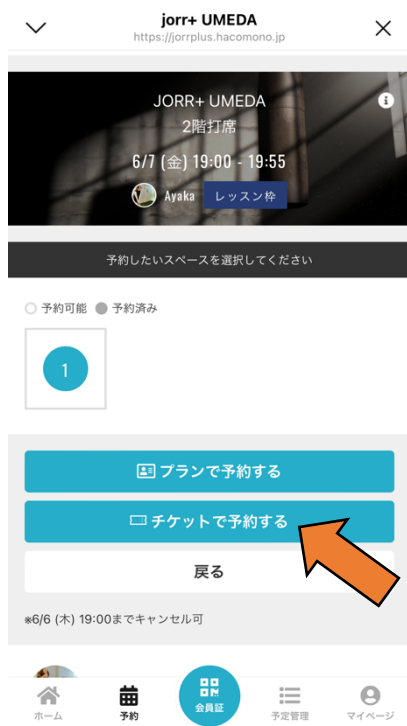 jorr+ UMEDA
https://jorrplus.hacomono.jp
JORR+ UMEDA
2階打席
6/7 (金) 19:00 - 19:55
Ayaka レッスン枠
予約したいスペースを選択してください
予約可能 予約済み
1
プランで予約する
チケットで予約する
戻る
※6/6 (木) 19:00までキャンセル可
ホーム 予約 会員証 予定管理 マイページ